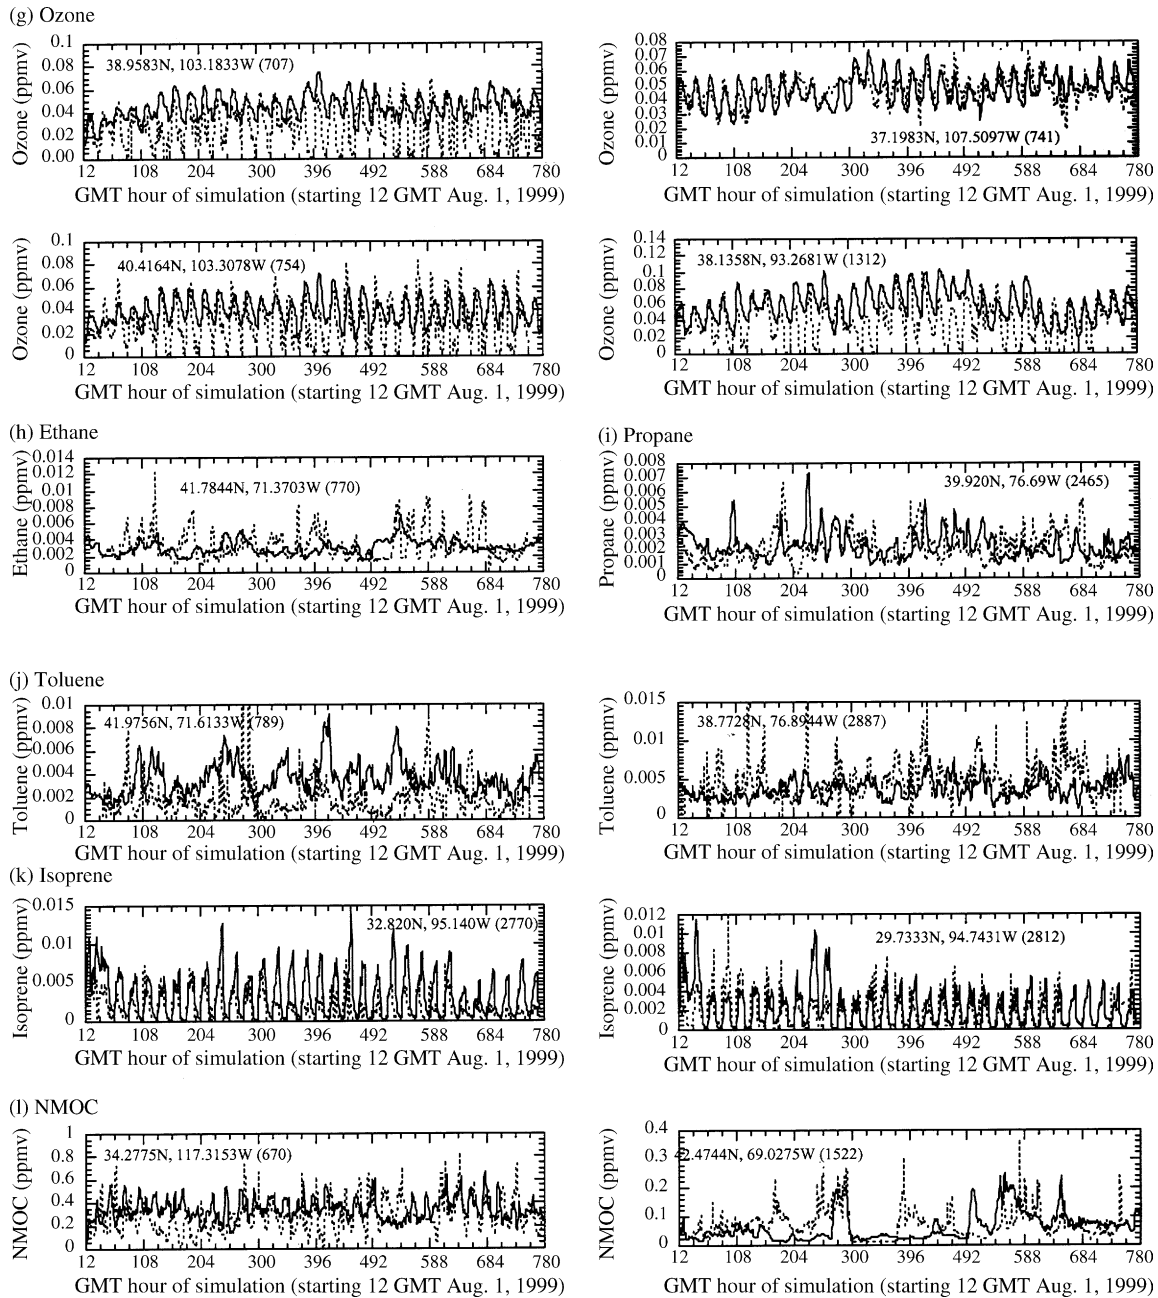 (g) Ozone
Ozone (ppmv)
0.1
0.08
0.06
0.04
0.02
0.00
38.9583N, 103.1833W (707)
12 108 204 300 396 492 588 684 780
GMT hour of simulation (starting 12 GMT Aug. 1, 1999)
Ozone (ppmv)
0.08
0.07
0.06
0.05
0.04
0.03
0.02
0.01
0
37.1983N, 107.5097W (741)
12 108 204 300 396 492 588 684 780
GMT hour of simulation (starting 12 GMT Aug. 1, 1999)
Ozone (ppmv)
0.1
0.08
0.06
0.04
0.02
0
40.4164N, 103.3078W (754)
12 108 204 300 396 492 588 684 780
GMT hour of simulation (starting 12 GMT Aug. 1, 1999)
Ozone (ppmv)
0.14
0.1
0.06
0.02
0
38.1358N, 93.2681W (1312)
12 108 204 300 396 492 588 684 780
GMT hour of simulation (starting 12 GMT Aug. 1, 1999)
(h) Ethane
Ethane (ppmv)
0.014
0.012
0.01
0.006
0.004
0.002
0
41.7844N, 71.3703W (770)
12 108 204 300 396 492 588 684 780
GMT hour of simulation (starting 12 GMT Aug. 1, 1999)
(i) Propane
Propane (ppmv)
0.008
0.007
0.006
0.005
0.004
0.003
0.002
0.001
0
39.920N, 76.69W (2465)
12 108 204 300 396 492 588 684 780
GMT hour of simulation (starting 12 GMT Aug. 1, 1999)
(j) Toluene
Toluene (ppmv)
0.01
0.008
0.006
0.004
0.002
0
41.9756N, 71.6133W (789)
12 108 204 300 396 492 588 684 780
GMT hour of simulation (starting 12 GMT Aug. 1, 1999)
Toluene (ppmv)
0.015
0.01
0.005
0
38.7728N, 76.8944W (2887)
12 108 204 300 396 492 588 684 780
GMT hour of simulation (starting 12 GMT Aug. 1, 1999)
(k) Isoprene
Isoprene (ppmv)
0.015
0.01
0.005
0
32.820N, 95.140W (2770)
12 108 204 300 396 492 588 684 780
GMT hour of simulation (starting 12 GMT Aug. 1, 1999)
Isoprene (ppmv)
0.012
0.01
0.008
0.006
0.004
0.002
0
29.7333N, 94.7431W (2812)
12 108 204 300 396 492 588 684 780
GMT hour of simulation (starting 12 GMT Aug. 1, 1999)
(l) NMOC
NMOC (ppmv)
1
0.8
0.6
0.4
0.2
0
34.2775N, 117.3153W (670)
12 108 204 300 396 492 588 684 780
GMT hour of simulation (starting 12 GMT Aug. 1, 1999)
NMOC (ppmv)
0.4
0.3
0.2
0.1
0
42.4744N, 69.0275W (1522)
12 108 204 300 396 492 588 684 780
GMT hour of simulation (starting 12 GMT Aug. 1, 1999)